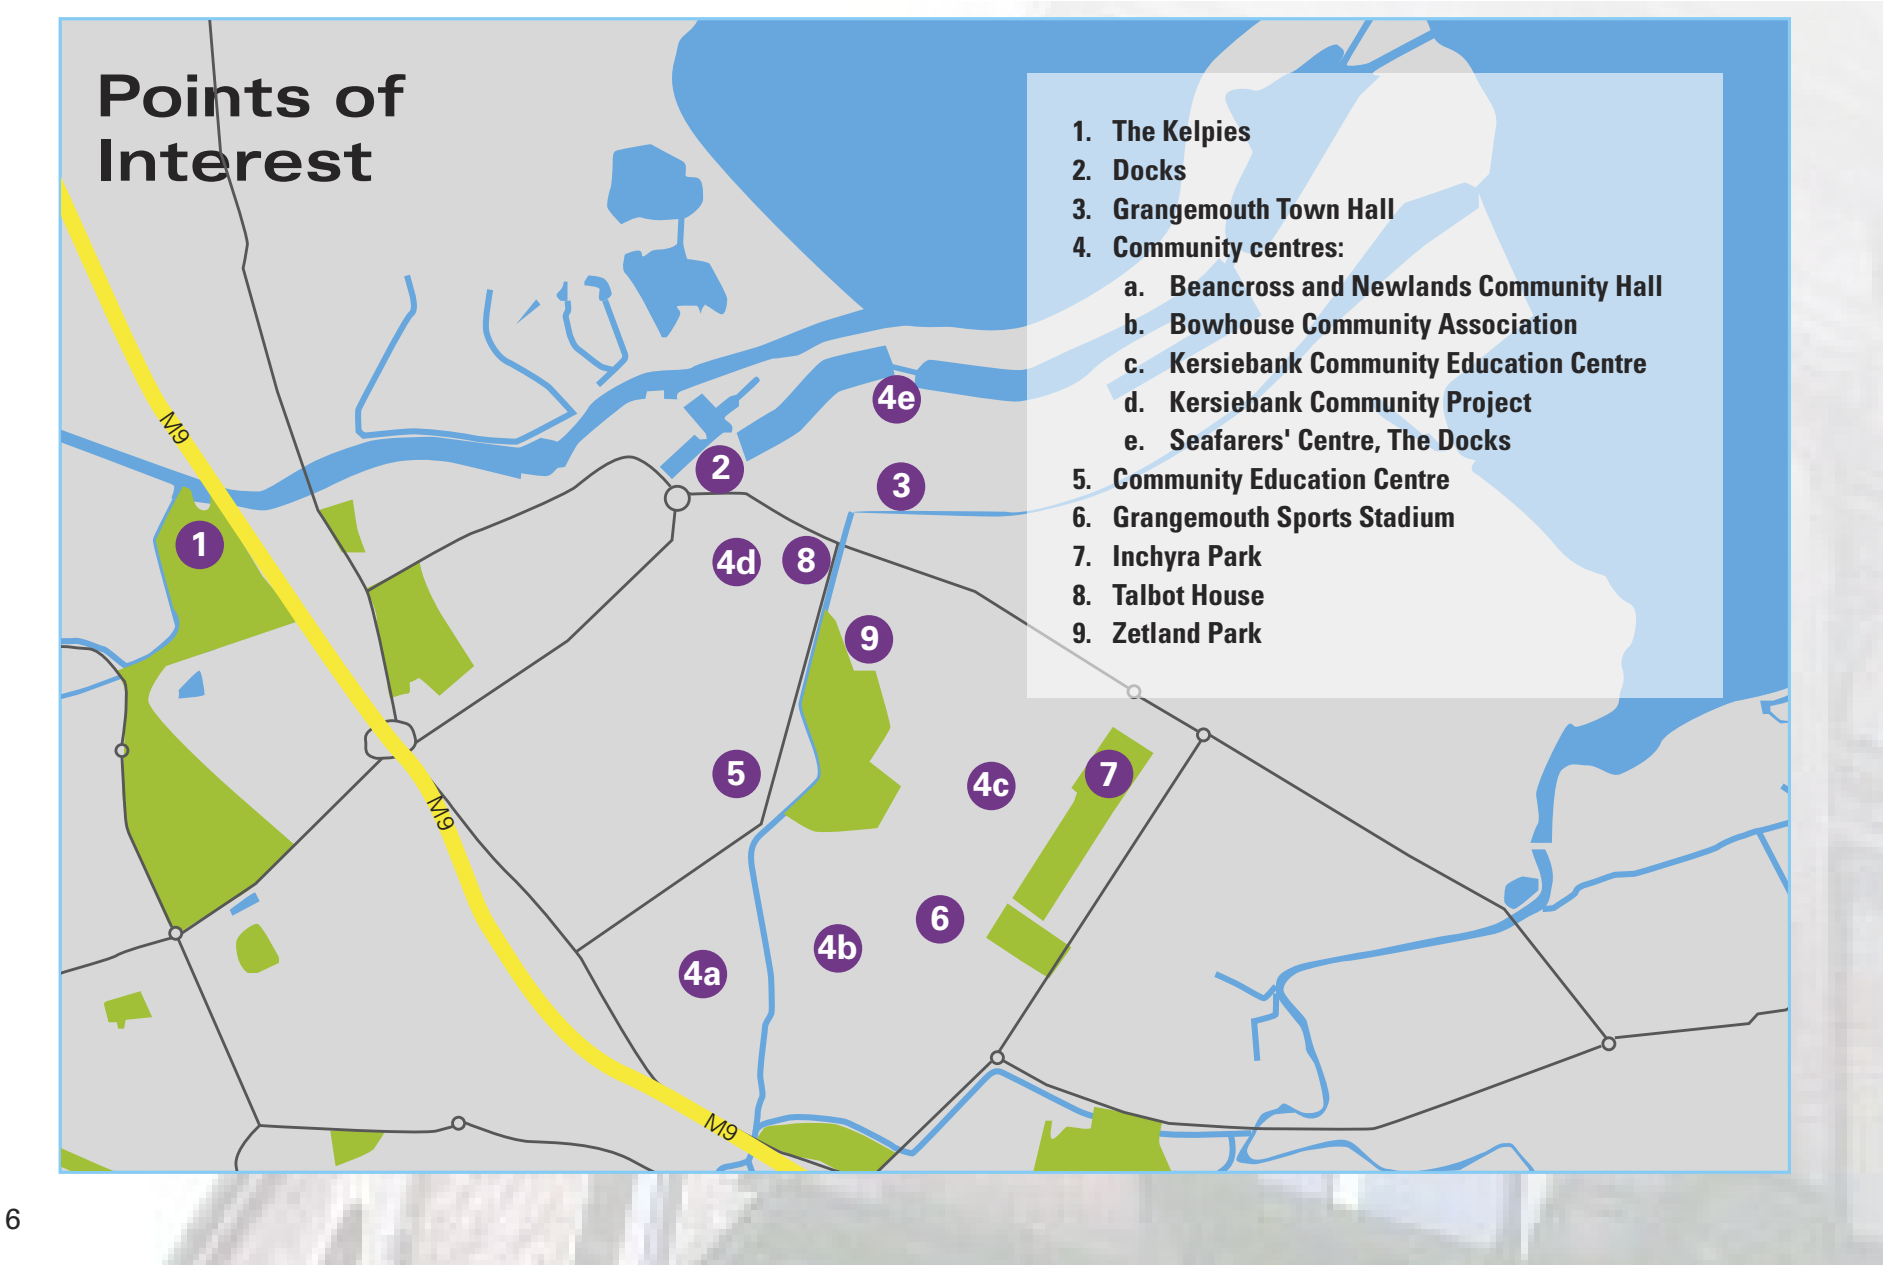 Points of
Interest
1. The Kelpies
2. Docks
3. Grangemouth Town Hall
4. Community centres:
a. Beancross and Newlands Community Hall
b. Bowhouse Community Association
c. Kersiebank Community Education Centre
d. Kersiebank Community Project
e. Seafarers' Centre, The Docks
5. Community Education Centre
6. Grangemouth Sports Stadium
7. Inchyra Park
8. Talbot House
9. Zetland Park
M9
4e
2
3
1
4d
8
9
5
4c
7
M9
6
4b
4a
M9
6